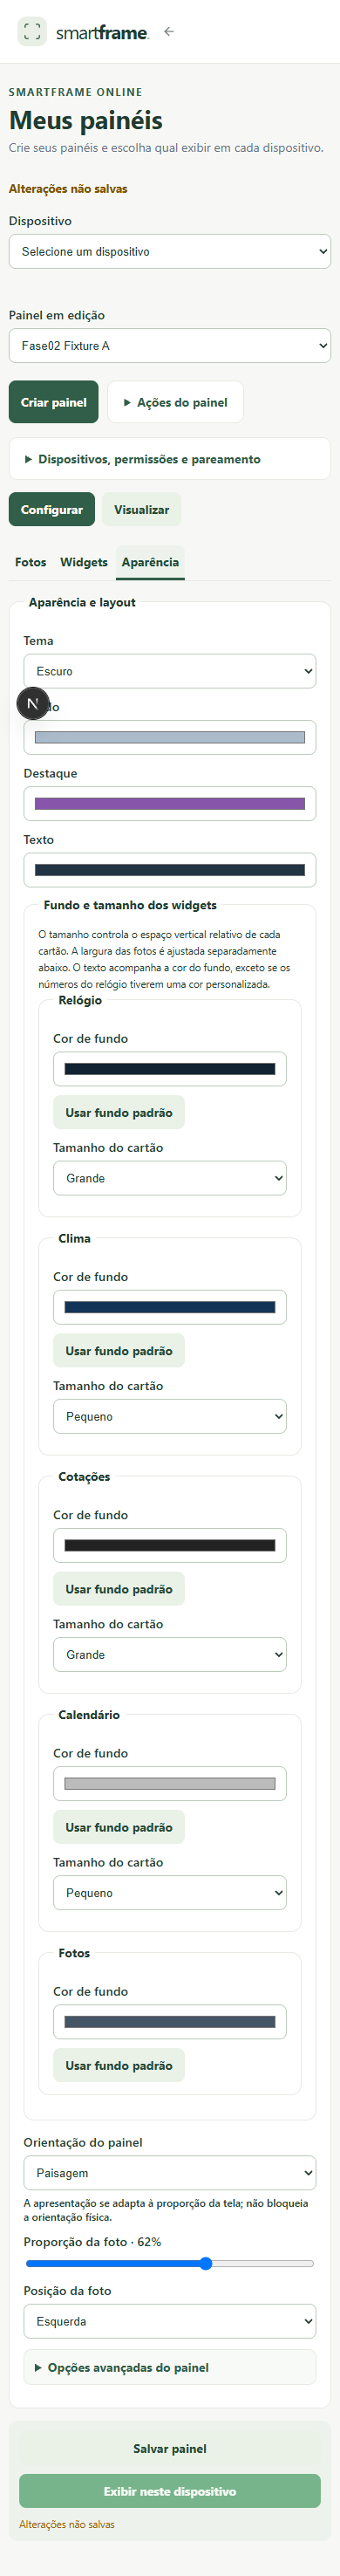 smartframe.
SMARTFRAME ONLINE
Meus painéis
Crie seus painéis e escolha qual exibir em cada dispositivo.
Alterações não salvas
Dispositivo
Selecione um dispositivo
Painel em edição
Fase02 Fixture A
Criar painel
Ações do painel
Dispositivos, permissões e pareamento
Configurar
Visualizar
Fotos Widgets Aparência
Aparência e layout
Tema
Escuro
N
do
Destaque
Texto
Fundo e tamanho dos widgets
O tamanho controla o espaço vertical relativo de cada
cartão. A largura das fotos é ajustada separadamente
abaixo. O texto acompanha a cor do fundo, exceto se os
números do relógio tiverem uma cor personalizada.
Relógio
Cor de fundo
Usar fundo padrão
Tamanho do cartão
Grande
Clima
Cor de fundo
Usar fundo padrão
Tamanho do cartão
Pequeno
Cotações
Cor de fundo
Usar fundo padrão
Tamanho do cartão
Grande
Calendário
Cor de fundo
Usar fundo padrão
Tamanho do cartão
Pequeno
Fotos
Cor de fundo
Usar fundo padrão
Orientação do painel
Paisagem
A apresentação se adapta à proporção da tela; não bloqueia
a orientação física.
Proporção da foto · 62%
Posição da foto
Esquerda
Opções avançadas do painel
Salvar painel
Exibir neste dispositivo
Alterações não salvas